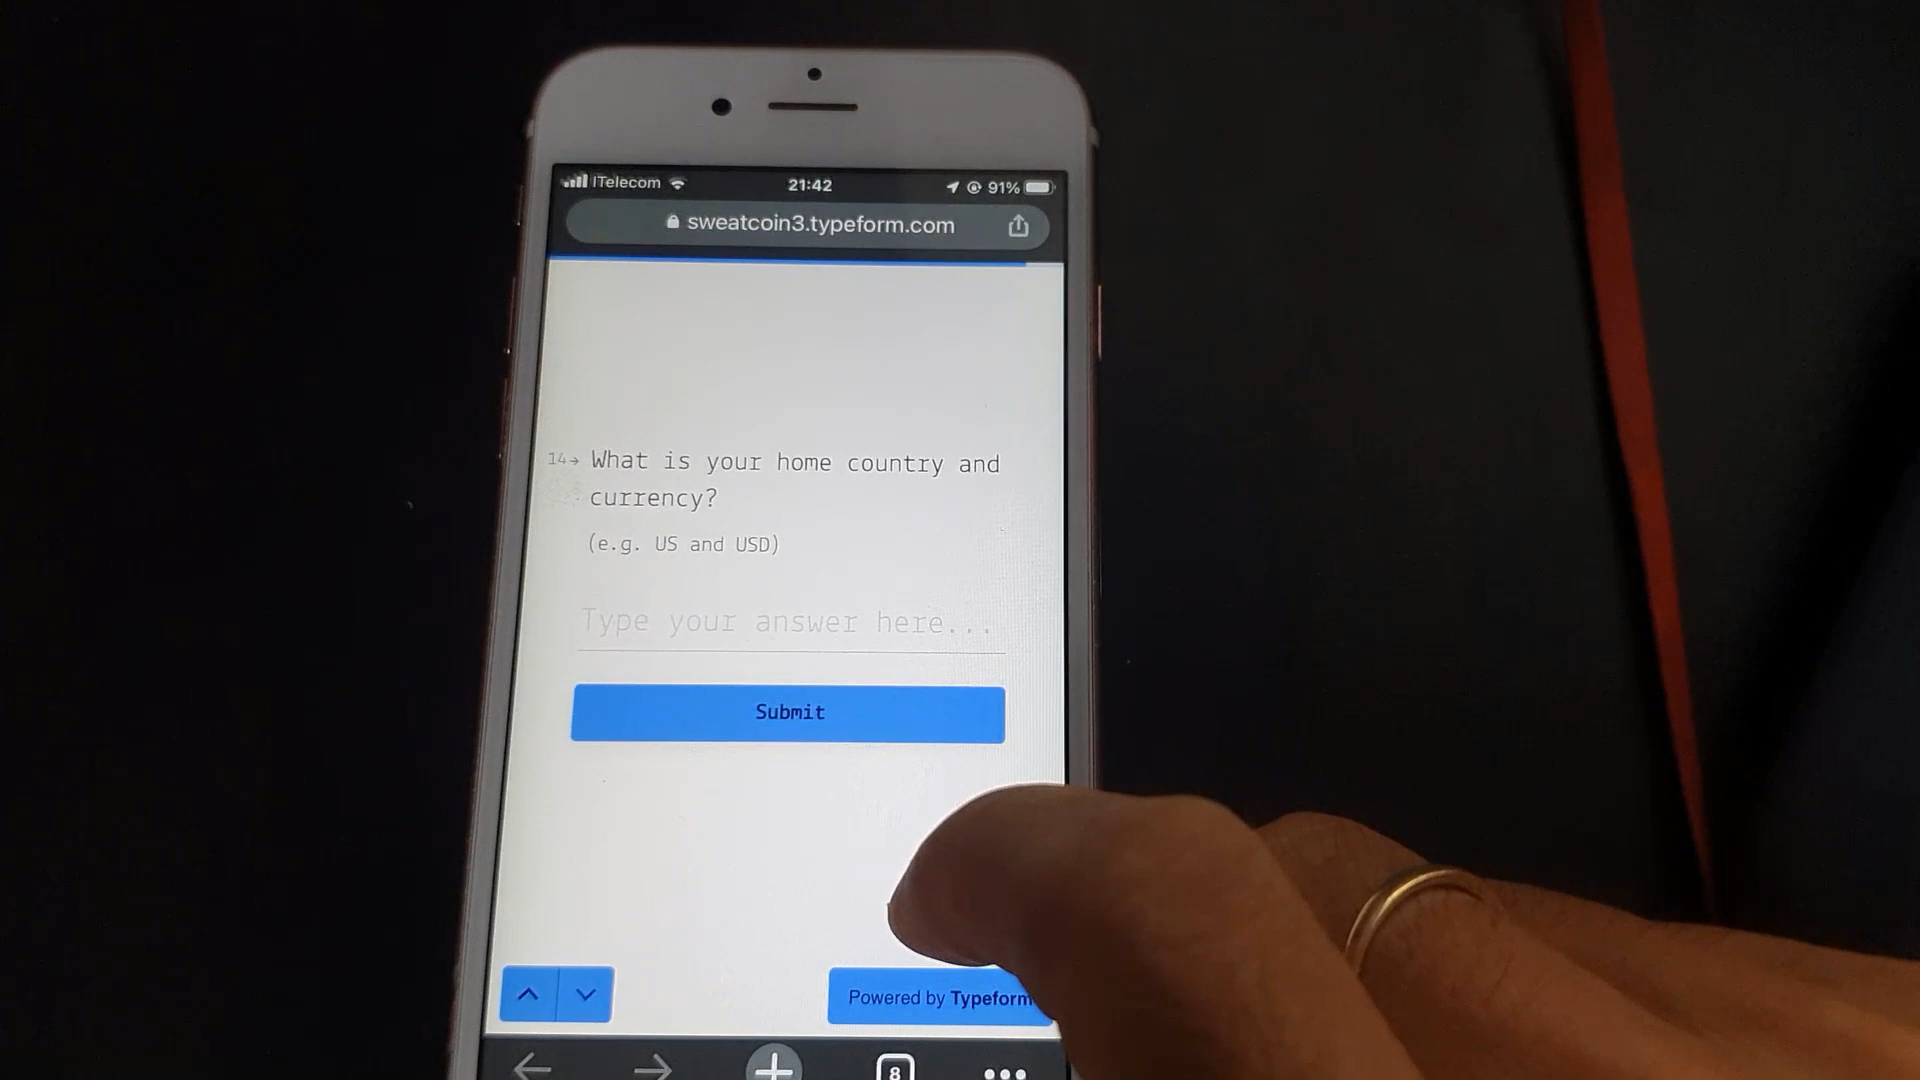 ITelecom 21:42 91%
sweatcoin3.typeform.com
14→ What is your home country and
currency?
(e.g. US and USD)
Type your answer here...
Submit
Powered by Typeform
8